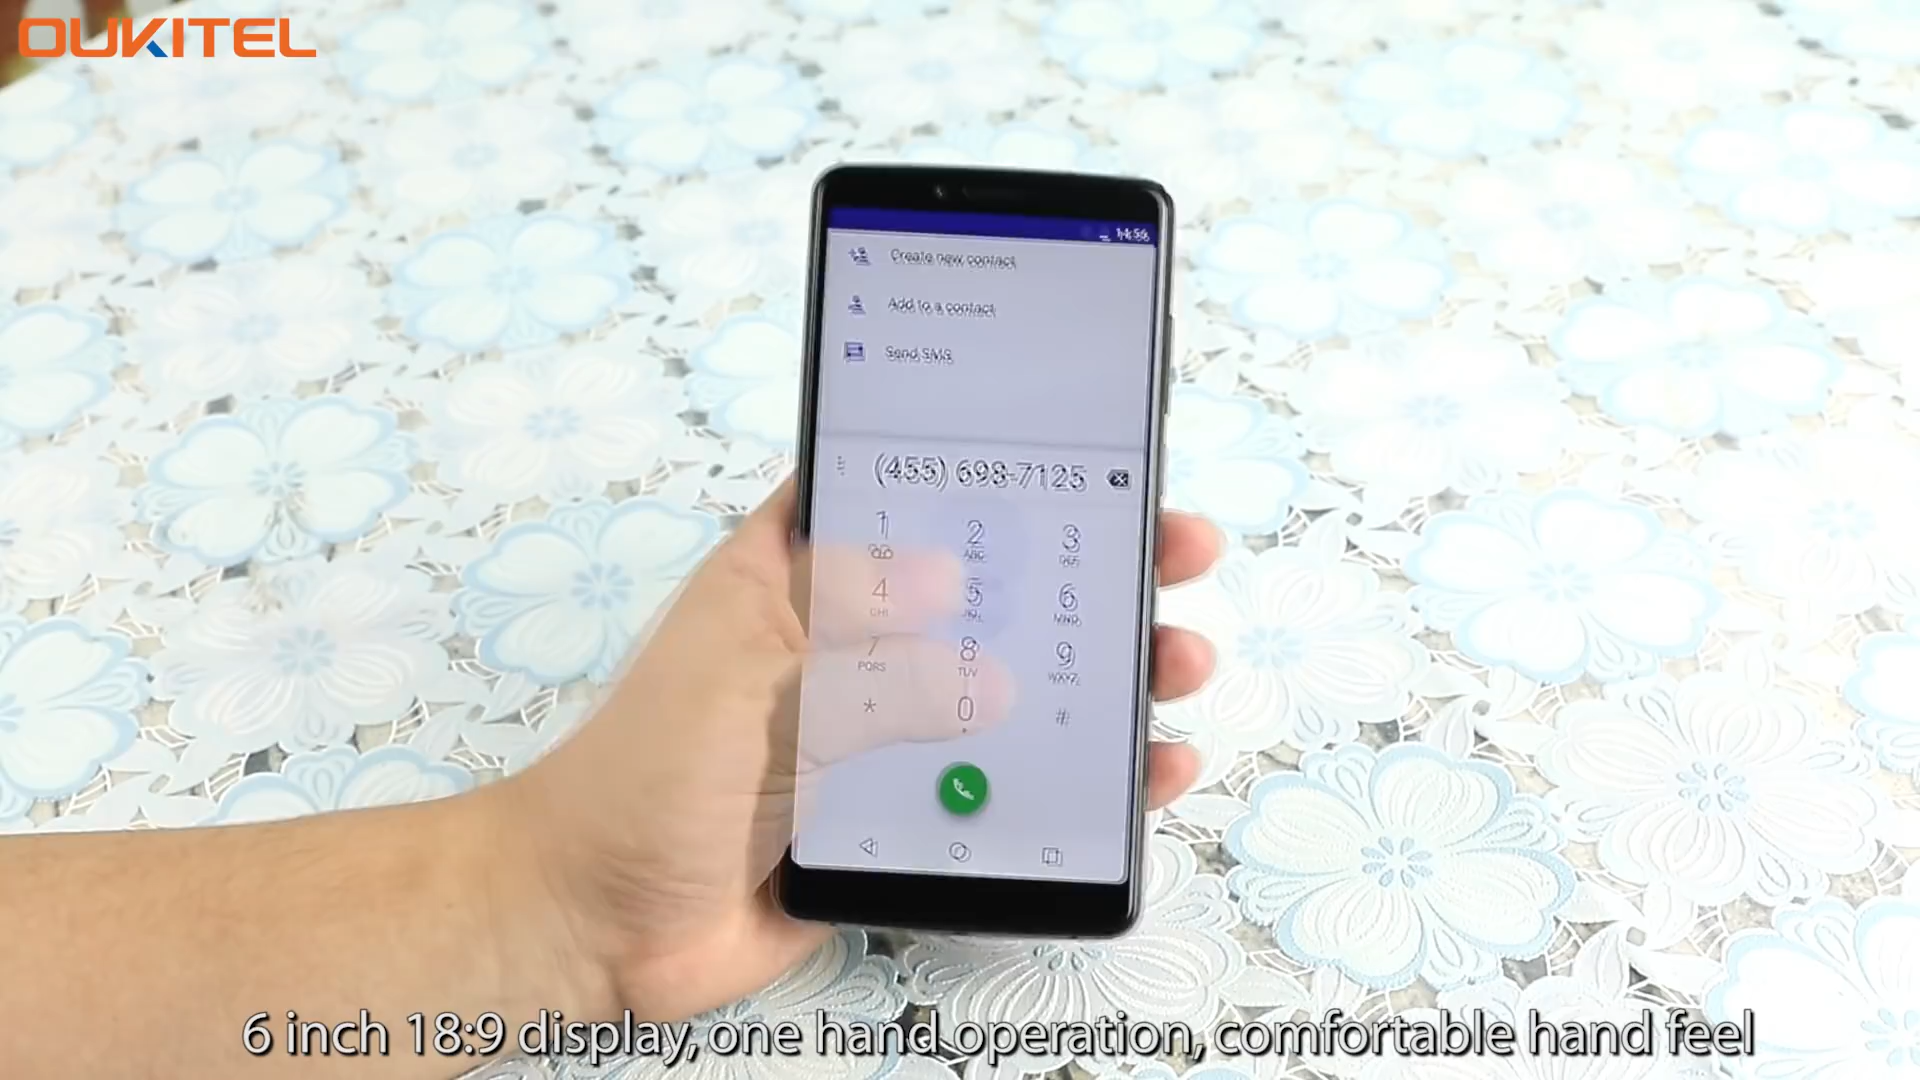 OUKITEL
14:56
Create new contact
Add to a contact
Send SMS
(455) 698-7125
1 2 3
ABC DEF
4 5 6
GHI JKL MNO
7 8 9
PQRS TUV WXYZ
* 0 #
6 inch 18:9 display, one hand operation, comfortable hand feel